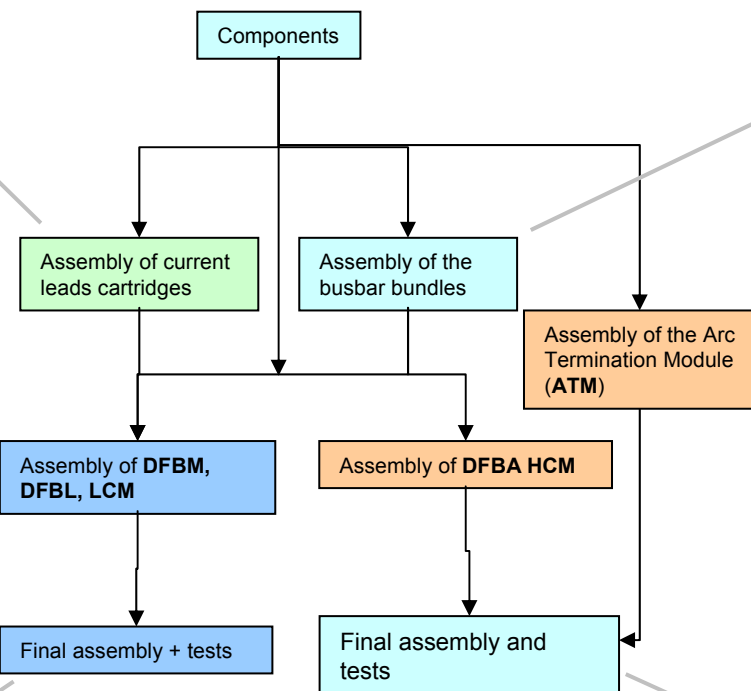 Components
Assembly of current
leads cartridges
Assembly of the
busbar bundles
Assembly of the Arc
Termination Module
(ATM)
Assembly of DFBM,
DFBL, LCM
Assembly of DFBA HCM
Final assembly + tests
Final assembly and
tests